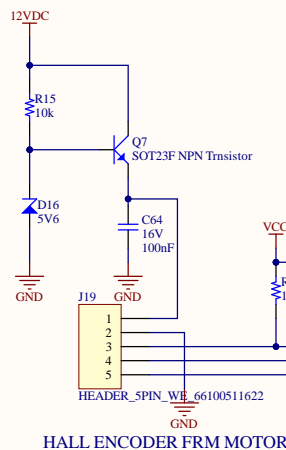 12VDC
R15
10k
Q7
SOT23F NPN Trnsistor
D16
5V6
C64
16V
100nF
VCC
R
1
GND
GND
J19
1
2
3
4
5
HEADER_5PIN_WE_66100511622
GND
HALL ENCODER FRM MOTOR